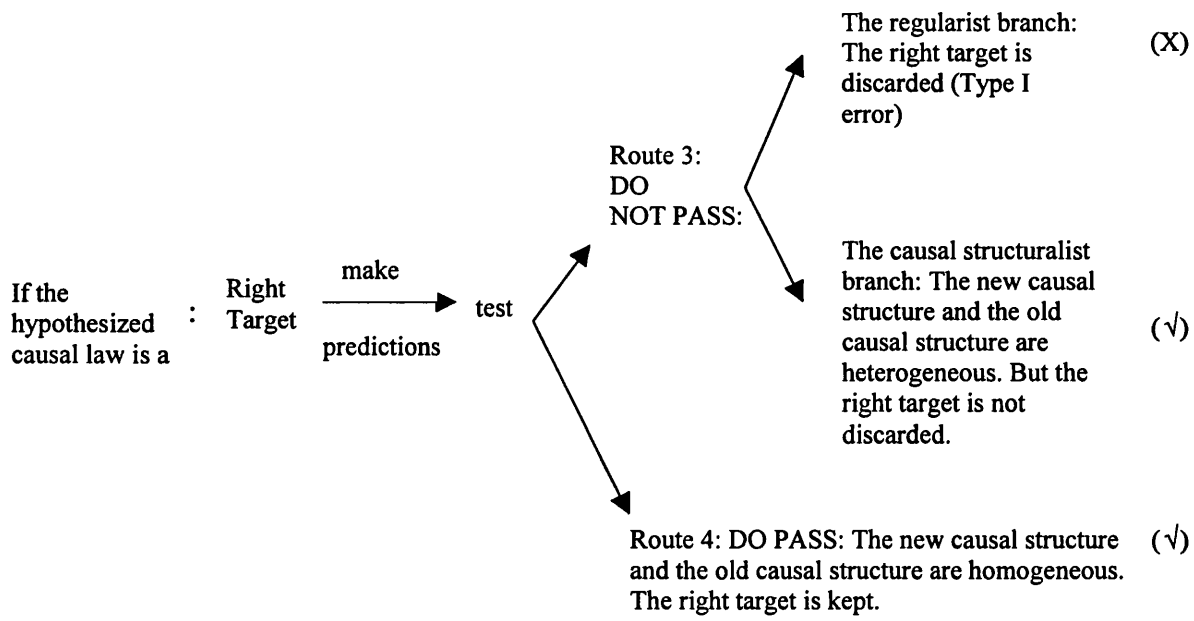 The regularist branch:
The right target is
discarded (Type I
error)
(X)
Route 3:
DO
NOT PASS:
The causal structuralist
branch: The new causal
structure and the old
causal structure are
heterogeneous. But the
right target is not
discarded.
(√)
If the
hypothesized
causal law is a
:
Right
Target
make
predictions
test
Route 4: DO PASS: The new causal structure
and the old causal structure are homogeneous.
The right target is kept.
(√)